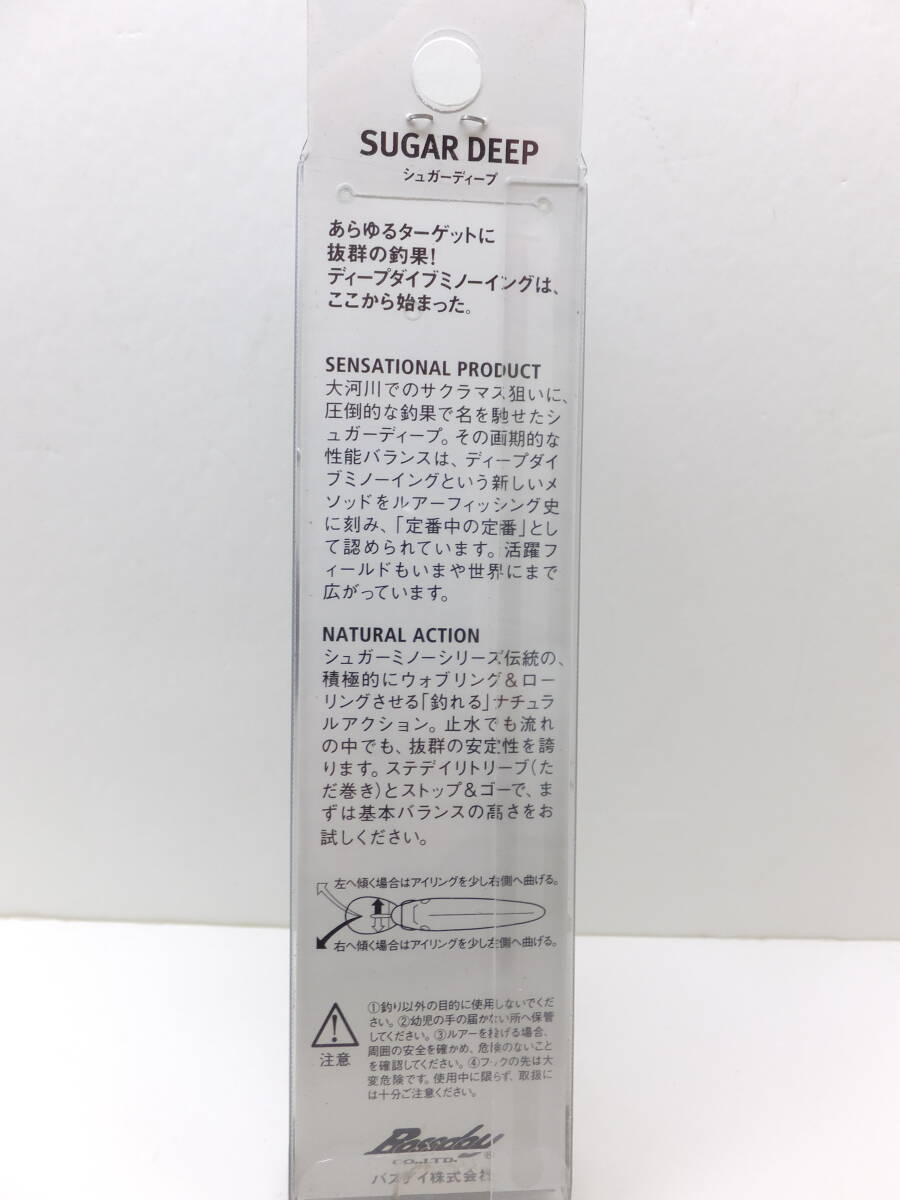 SUGAR DEEP
シュガーディープ
あらゆるターゲットに
抜群の釣果!
ディープダイブミノーイングは、
ここから始まった。
SENSATIONAL PRODUCT
大河川でのサクラマス狙いに、
圧倒的な釣果で名を馳せたシ
ュガーディープ。その画期的な
性能バランスは、ディープダイ
ブミノーイングという新しいメ
ソッドをルアーフィッシング史
に刻み、「定番中の定番」とし
て認められています。活躍フ
ィールドもいまや世界にまで
広がっています。
NATURAL ACTION
シュガーミノーシリーズ伝統の、
積極的にウォブリング&ロー
リングさせる「釣れる」ナチュラ
ルアクション。止水でも流れ
の中でも、抜群の安定性を誇
ります。ステデイリトリーブ(た
だ巻き)とストップ&ゴーで、ま
ずは基本バランスの高さをお
試しください。
左へ傾く場合はアイリングを少し右側へ曲げる。
右へ傾く場合はアイリングを少し左側へ曲げる。
注意
①釣り以外の目的に使用しないでくだ
さい。②幼児の手の届かない所へ保管
してください。③ルアーを投げる場合、
周囲の安全を確かめ、危険のないこと
を確認してください。④フックの先は大
変危険です。使用中に限らず、取扱に
は十分ご注意ください。
Bassday
CO.,LTD. ®
バスデイ株式会社